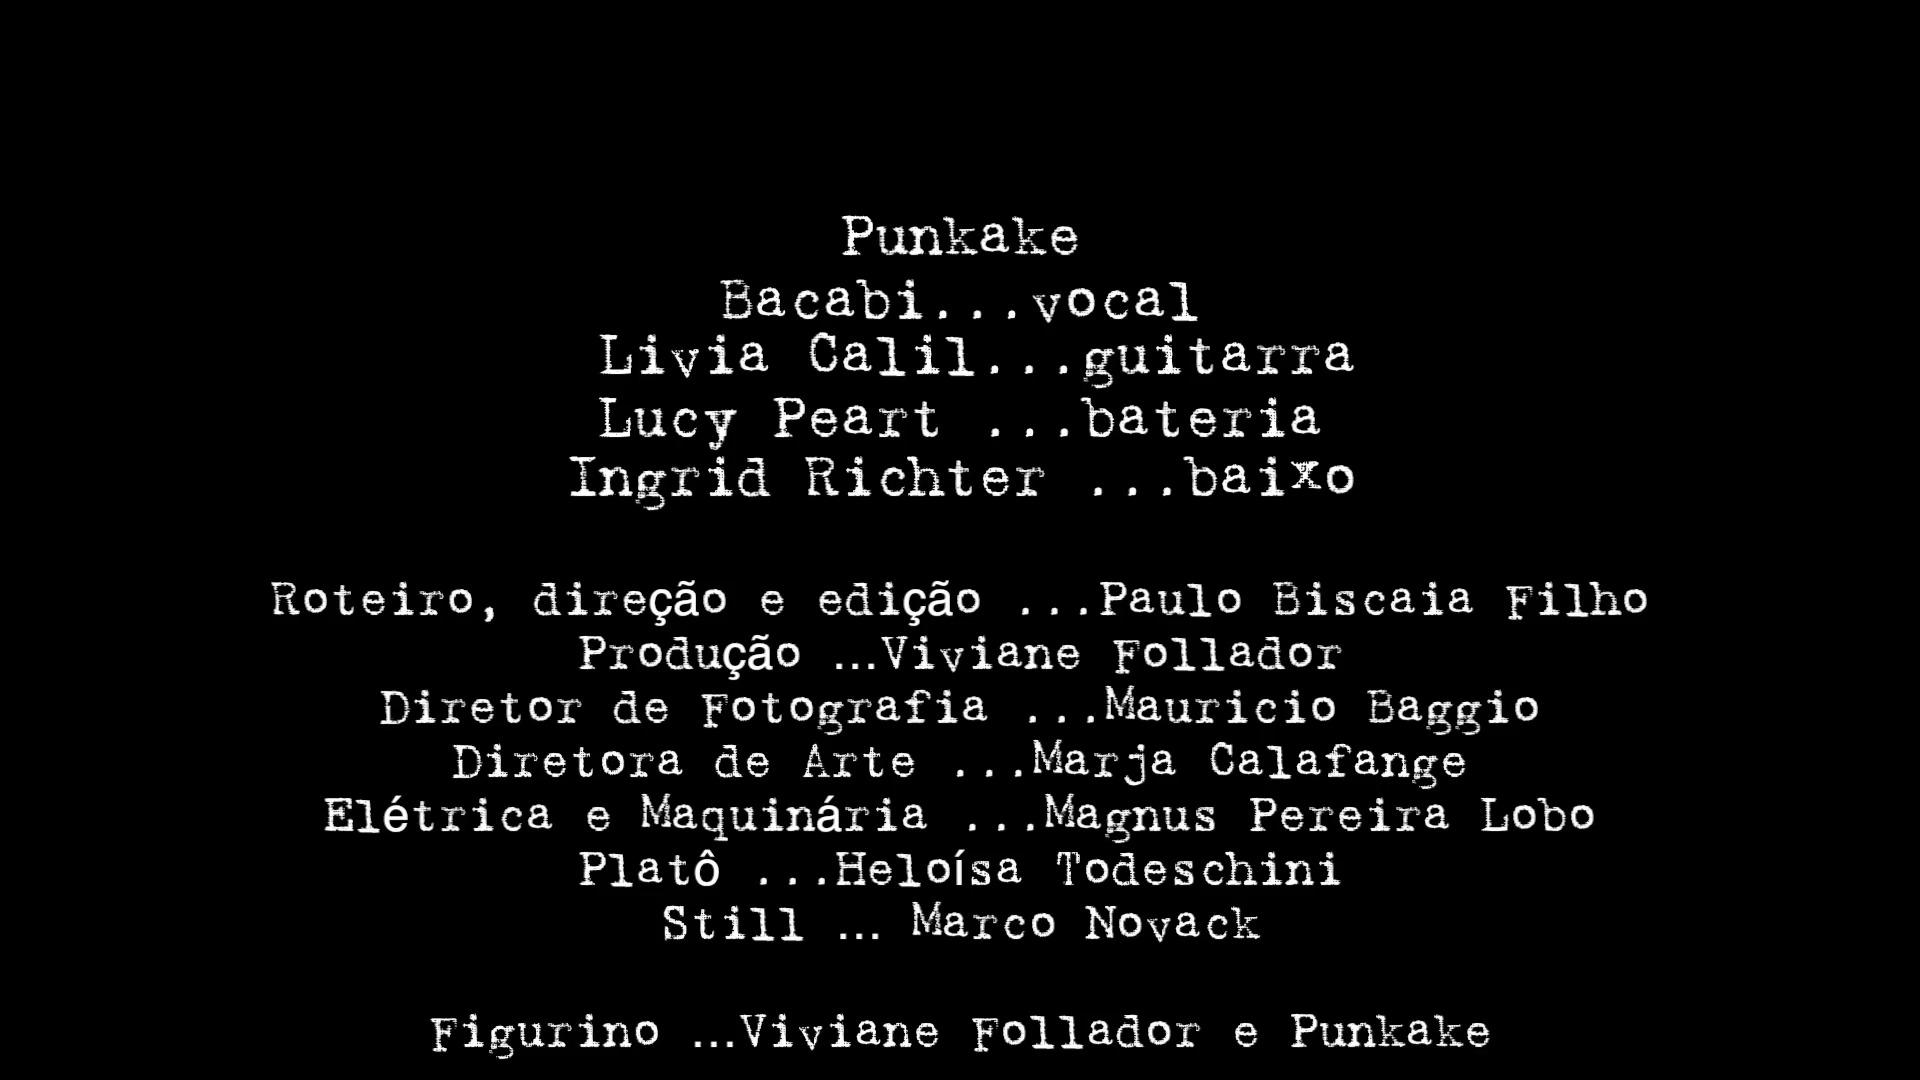 Punkake
Bacabi...vocal
Livia Calil...guitarra
Lucy Peart ...bateria
Ingrid Richter ...baixo
Roteiro, direção e edição ...Paulo Biscaia Filho
Produção ...Viviane Follador
Diretor de Fotografia ...Mauricio Baggio
Diretora de Arte ...Marja Calafange
Elétrica e Maquinária ...Magnus Pereira Lobo
Platô ...Heloísa Todeschini
Still ... Marco Novack
Figurino ...Viviane Follador e Punkake